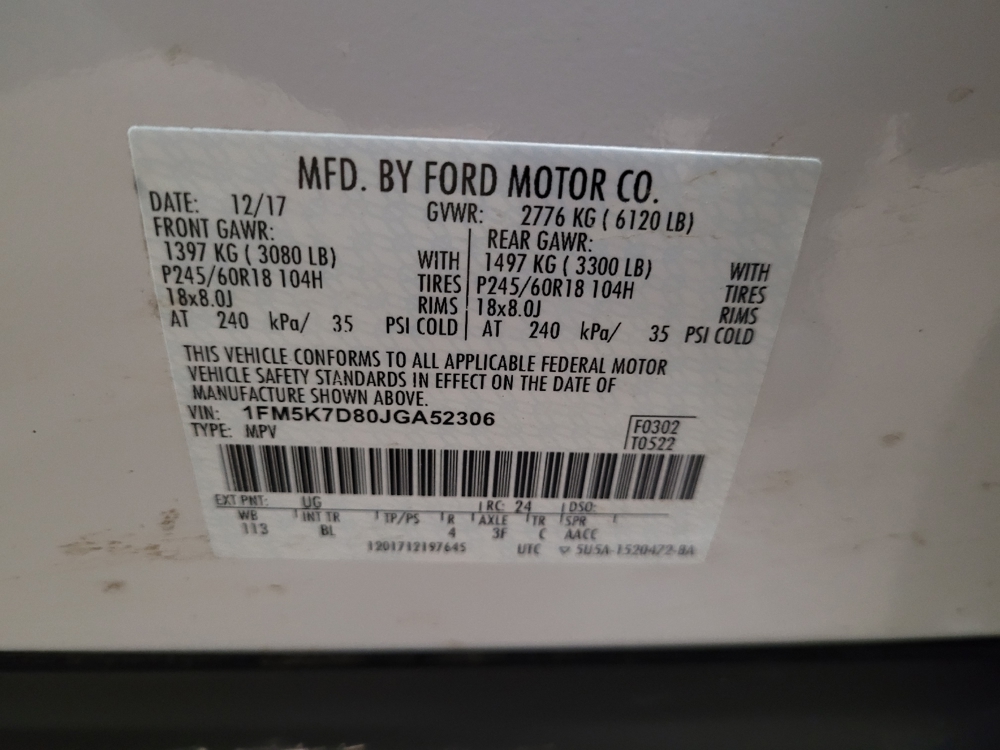 MFD. BY FORD MOTOR CO.
DATE: 12/17 GVWR: 2776 KG ( 6120 LB)
FRONT GAWR: REAR GAWR:
1397 KG ( 3080 LB) WITH 1497 KG ( 3300 LB) WITH
P245/60R18 104H TIRES P245/60R18 104H TIRES
18x8.0J RIMS 18x8.0J RIMS
AT 240 kPa/ 35 PSI COLD AT 240 kPa/ 35 PSI COLD
THIS VEHICLE CONFORMS TO ALL APPLICABLE FEDERAL MOTOR
VEHICLE SAFETY STANDARDS IN EFFECT ON THE DATE OF
MANUFACTURE SHOWN ABOVE.
VIN: 1FM5K7D80JGA52306
TYPE: MPV
F0302
T0522
EXT PNT: UG RC: 24 DSO:
WB INT TR TP/PS R AXLE TR SPR
113 BL 4 3F C AACC
1201712197645 UTC 5U5A-1520472-BA